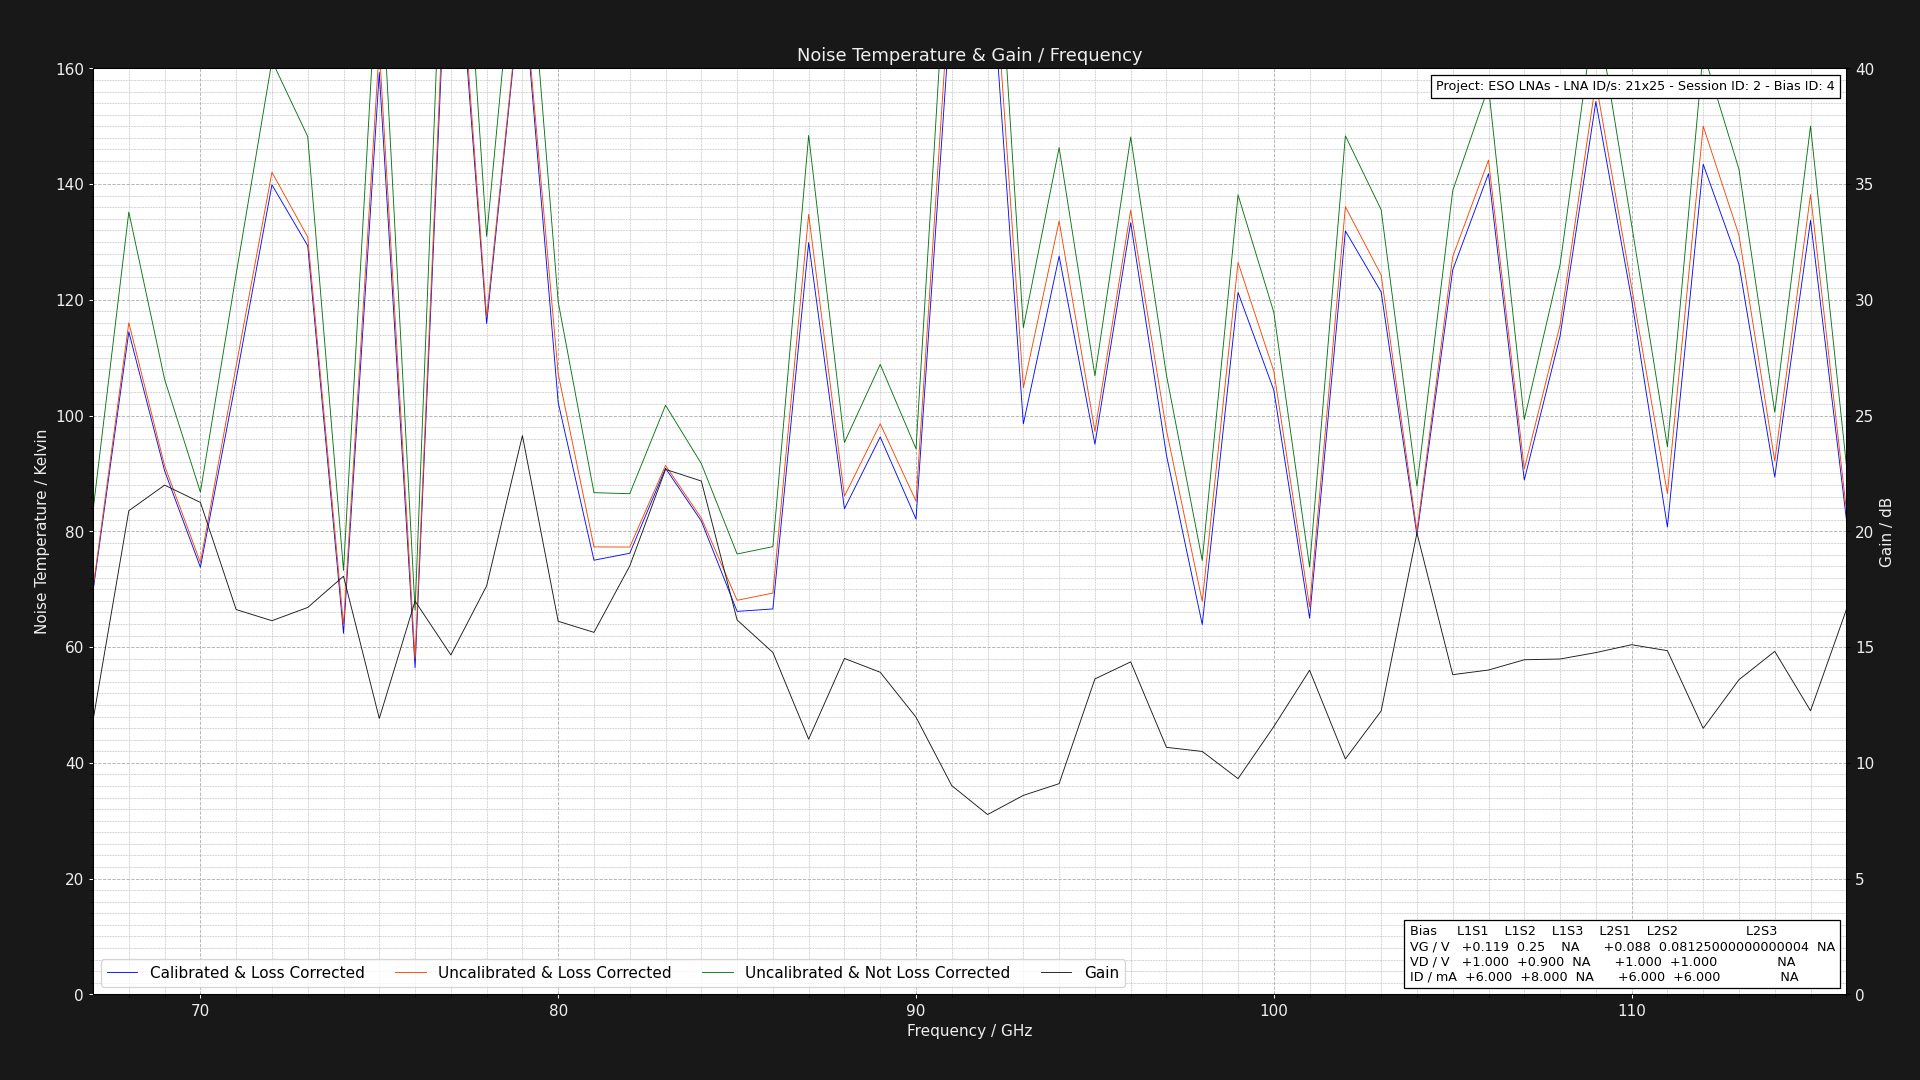 Noise Temperature & Gain / Frequency
Project: ESO LNAs - LNA ID/s: 21x25 - Session ID: 2 - Bias ID: 4
160
140
120
100
80
60
40
20
0
Noise Temperature / Kelvin
40
35
30
25
20
15
10
5
0
Gain / dB
Bias L1S1 L1S2 L1S3 L2S1 L2S2 L2S3
VG / V +0.119 0.25 NA +0.088 0.08125000000000004 NA
VD / V +1.000 +0.900 NA +1.000 +1.000 NA
ID / mA +6.000 +8.000 NA +6.000 +6.000 NA
Calibrated & Loss Corrected Uncalibrated & Loss Corrected Uncalibrated & Not Loss Corrected Gain
70 80 90 100 110
Frequency / GHz